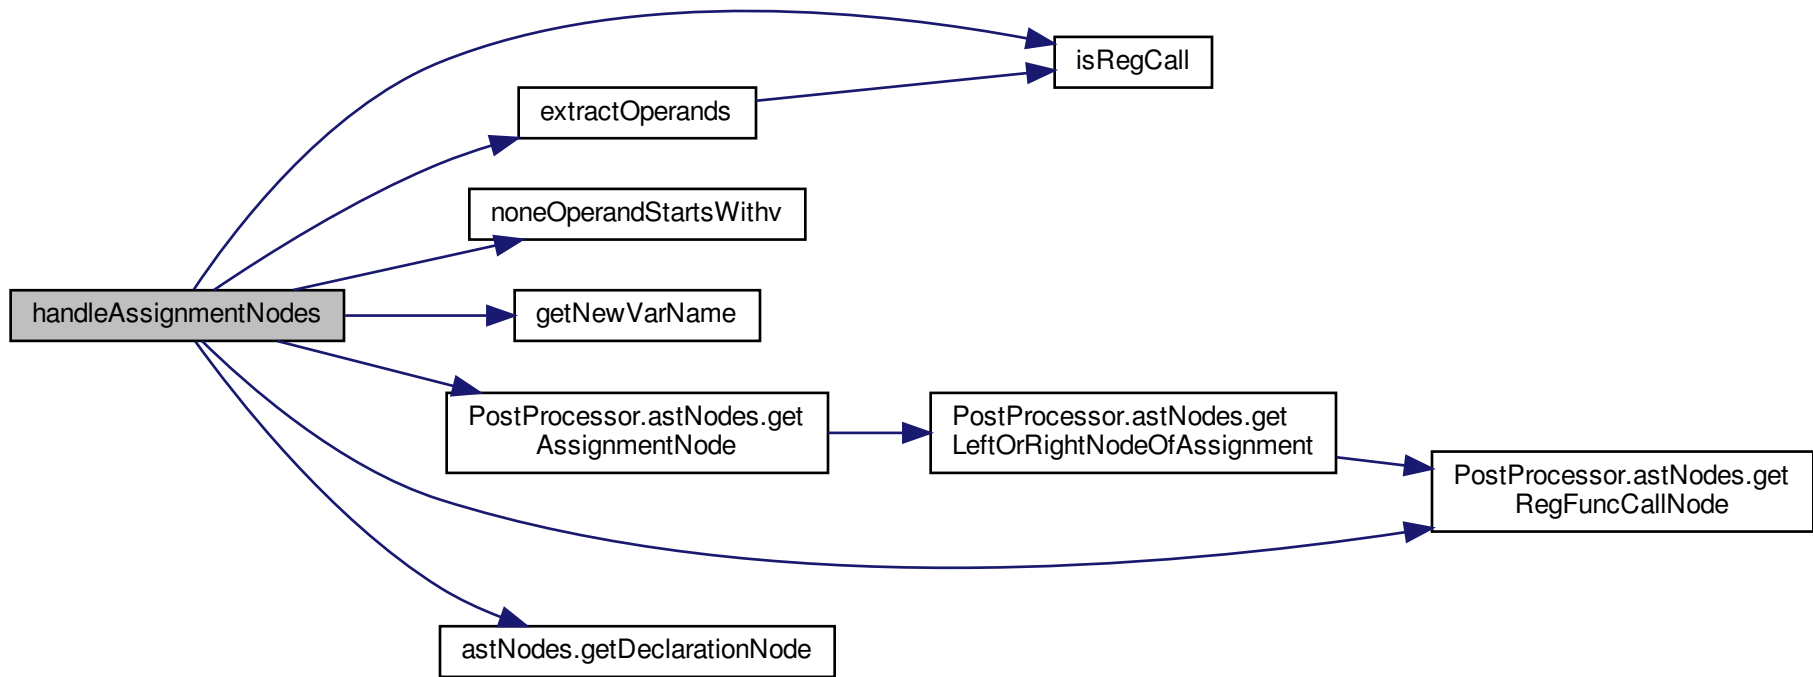 isRegCall
extractOperands
noneOperandStartsWithv
handleAssignmentNodes
getNewVarName
PostProcessor.astNodes.get
AssignmentNode
PostProcessor.astNodes.get
LeftOrRightNodeOfAssignment
PostProcessor.astNodes.get
RegFuncCallNode
astNodes.getDeclarationNode